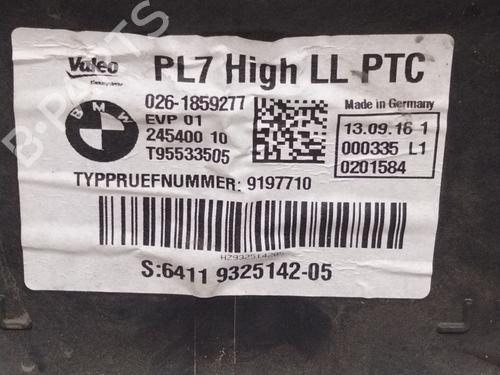 Valeo PL7 High LL PTC
BMW
026-1859277
EVP 01
245400 10
T95533505
Made in Germany
13.09.16 1
000335 L1
0201584
TYPPRUEFNUMMER: 9197710
HZ932514205
S:6411 9325142-05
B-PARTS